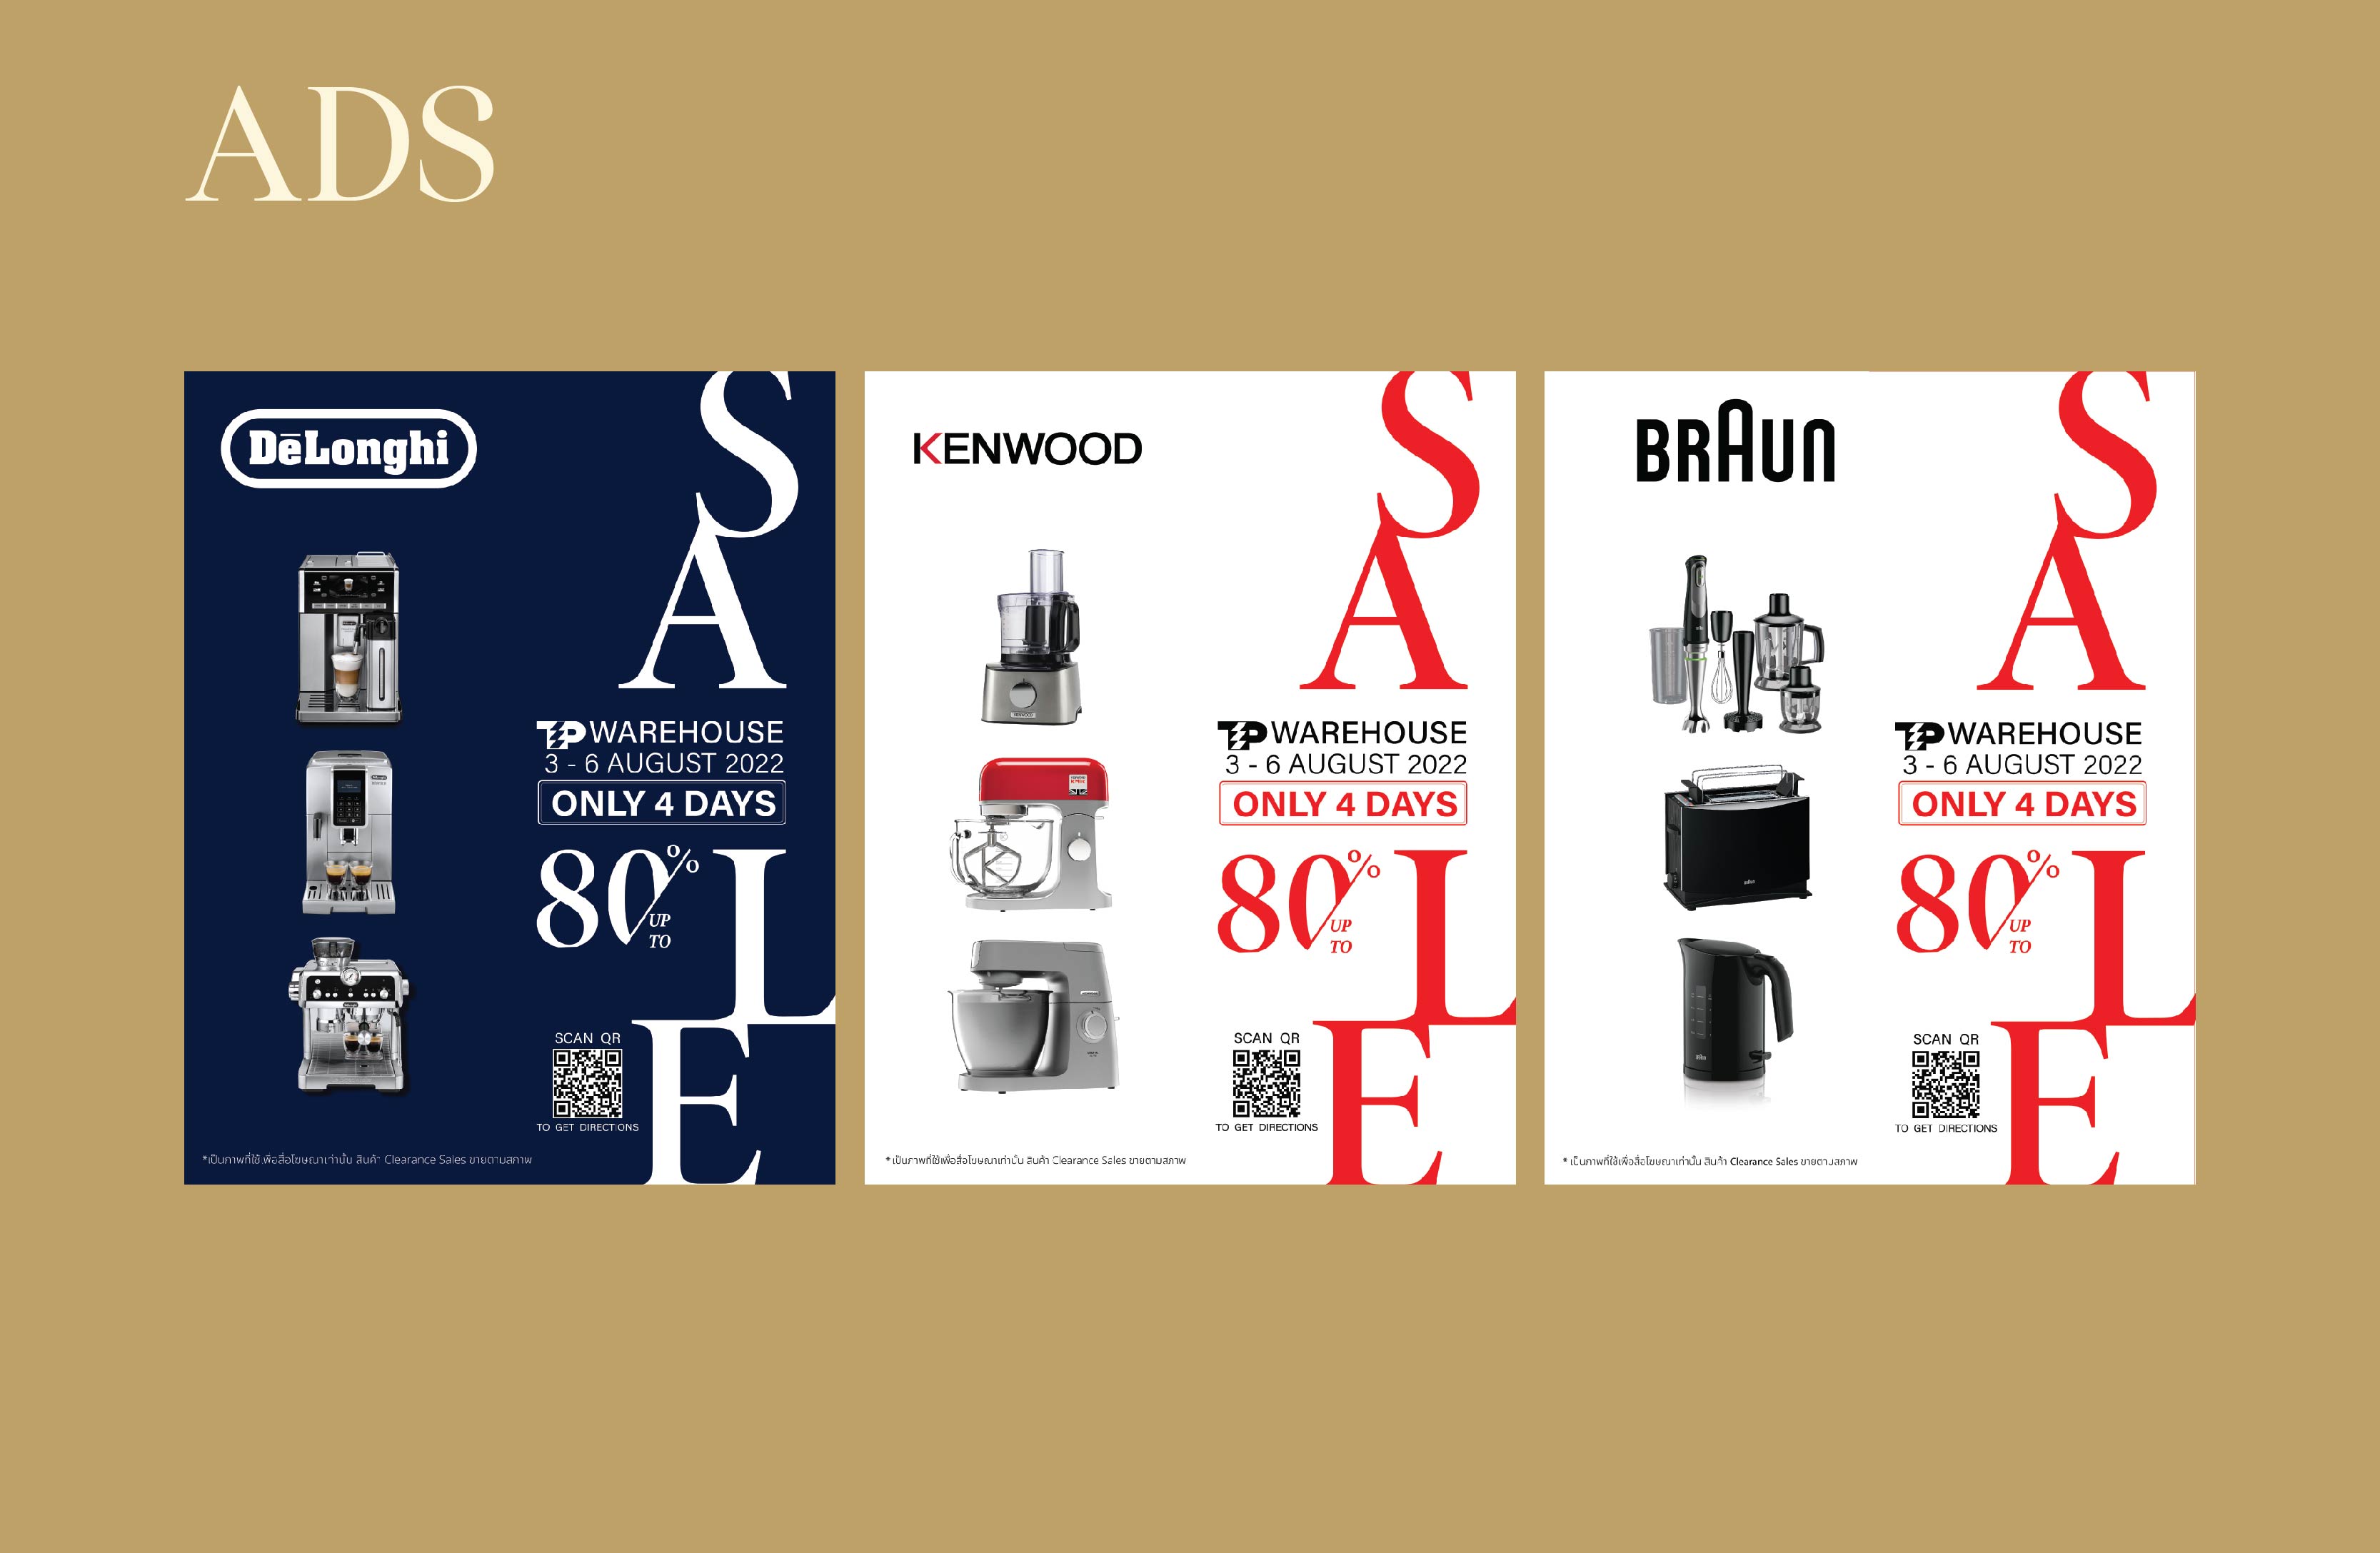 ADS
DēLonghi
SALE
TP WAREHOUSE
3 - 6 AUGUST 2022
ONLY 4 DAYS
80%
UP
TO
SCAN QR
TO GET DIRECTIONS
*เป็นภาพที่ใช้เพื่อสื่อโฆษณาเท่านั้น สินค้า Clearance Sales ขายตามสภาพ
KENWOOD
SALE
TP WAREHOUSE
3 - 6 AUGUST 2022
ONLY 4 DAYS
80%
UP
TO
SCAN QR
TO GET DIRECTIONS
* เป็นภาพที่ใช้เพื่อสื่อโฆษณาเท่านั้น สินค้า Clearance Sales ขายตามสภาพ
BRAUN
SALE
TP WAREHOUSE
3 - 6 AUGUST 2022
ONLY 4 DAYS
80%
UP
TO
SCAN QR
TO GET DIRECTIONS
* เป็นภาพที่ใช้เพื่อสื่อโฆษณาเท่านั้น สินค้า Clearance Sales ขายตามสภาพ